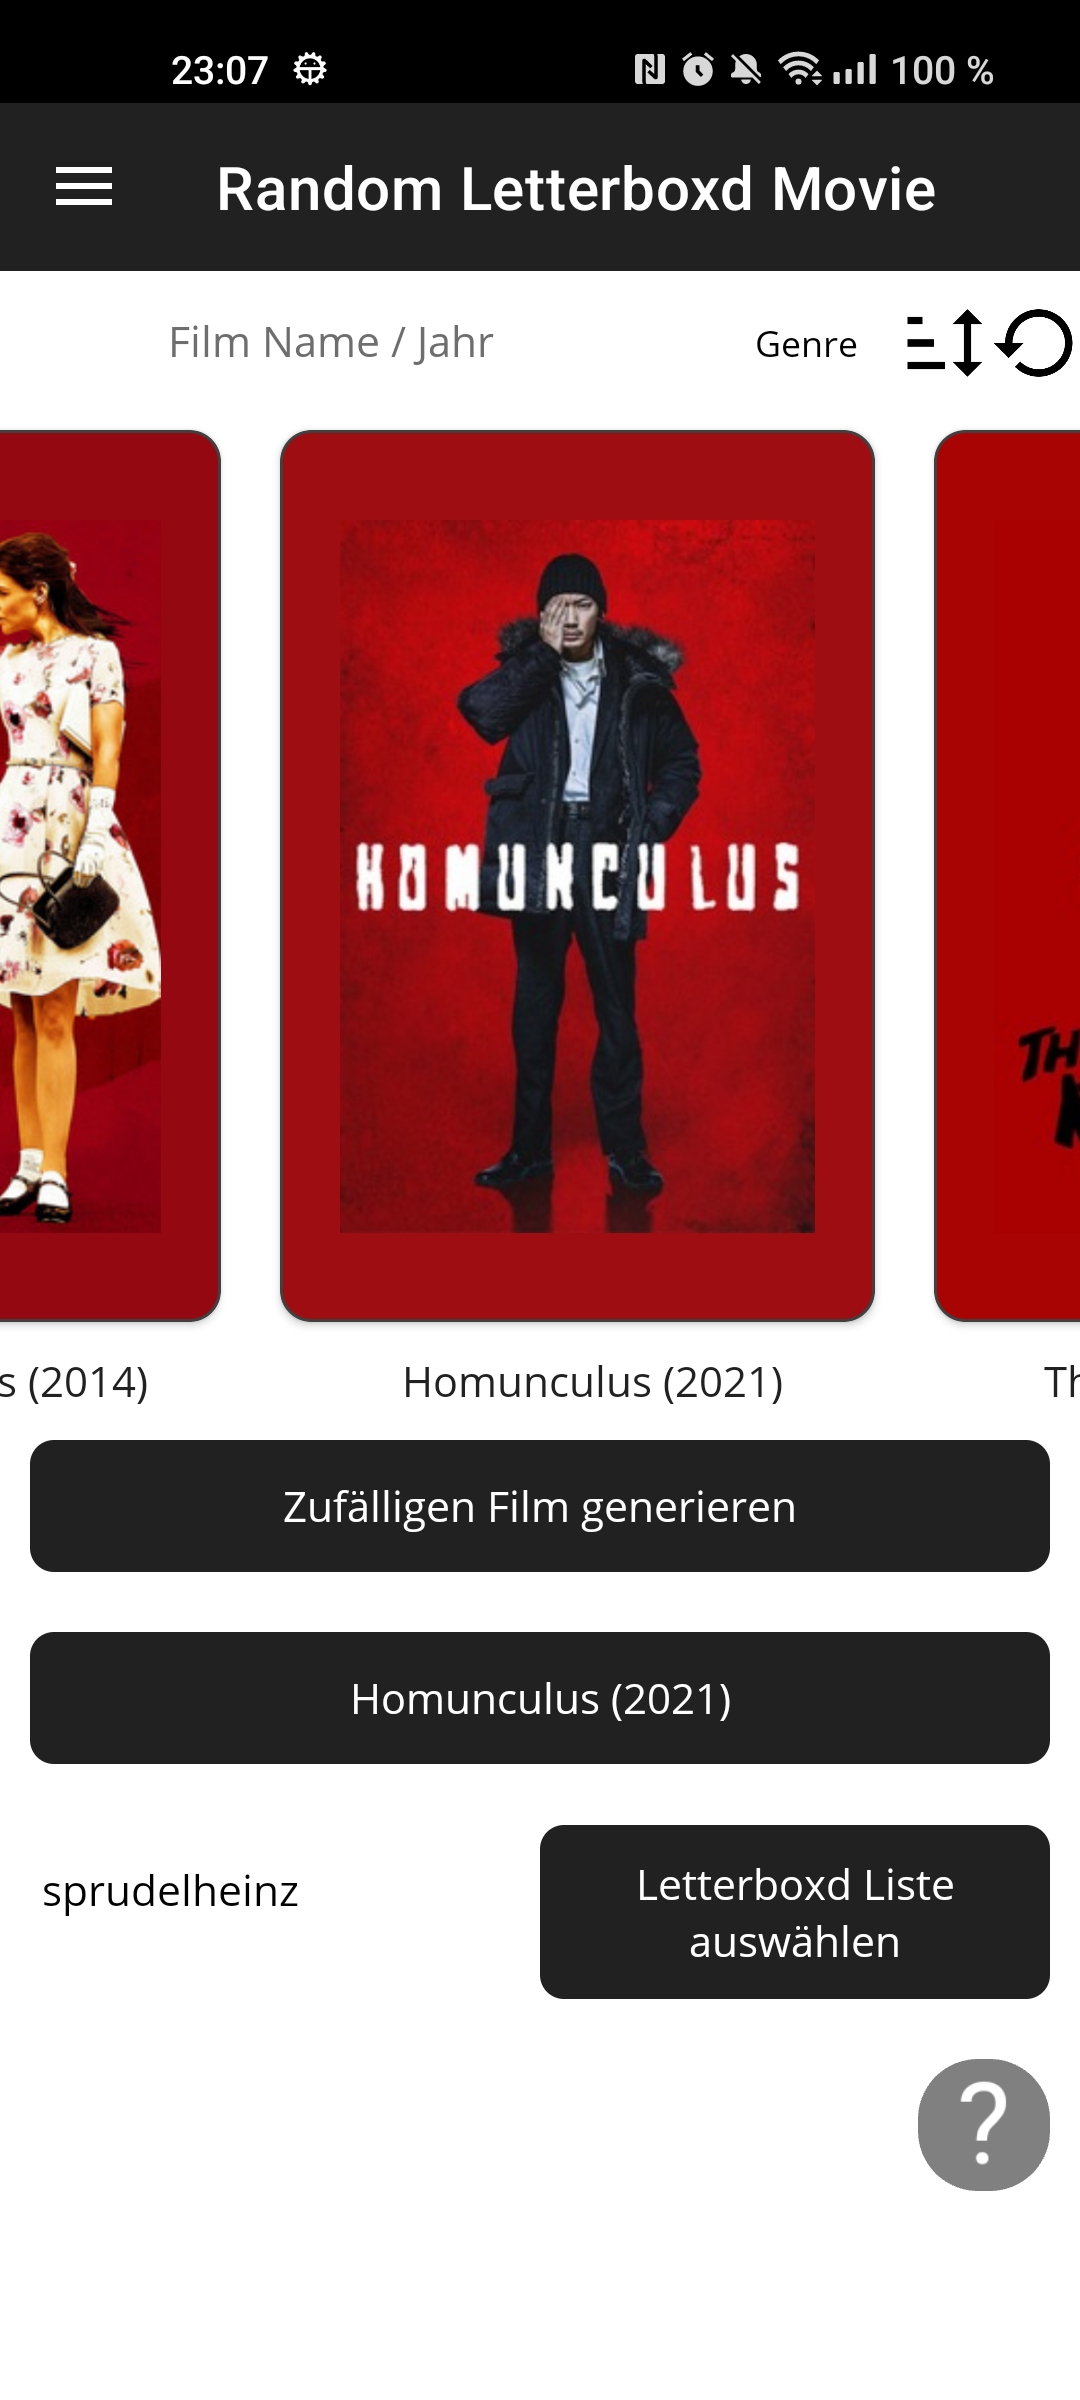 23:07 100 %
Random Letterboxd Movie
Film Name / Jahr Genre
HOMUNCULUS
s (2014) Homunculus (2021) Th
Zufälligen Film generieren
Homunculus (2021)
sprudelheinz
Letterboxd Liste
auswählen
?